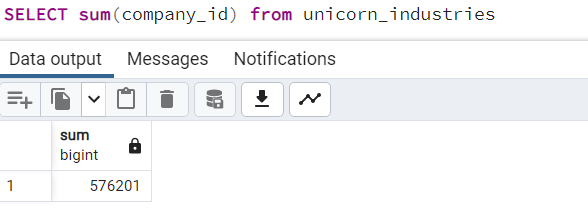 SELECT sum(company_id) from unicorn_industries
Data output Messages Notifications
sum
bigint
1 576201